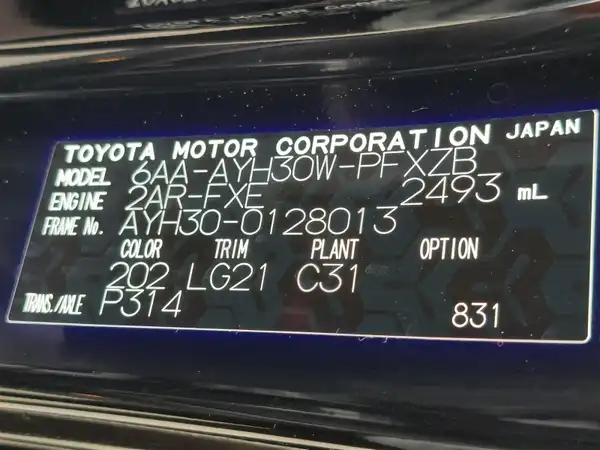 TOYOTA MOTOR CORPORATION JAPAN
MODEL 6AA-AYH30W-PFXZB
ENGINE 2AR-FXE 2493 mL
FRAME No. AYH30-0128013
COLOR TRIM PLANT OPTION
202 LG21 C31
TRANS./AXLE P314
831